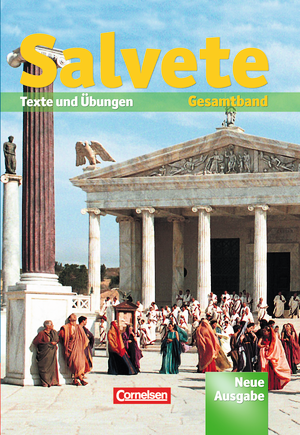 Salvete
Texte und Übungen
Gesamtband
Cornelsen
Neue
Ausgabe